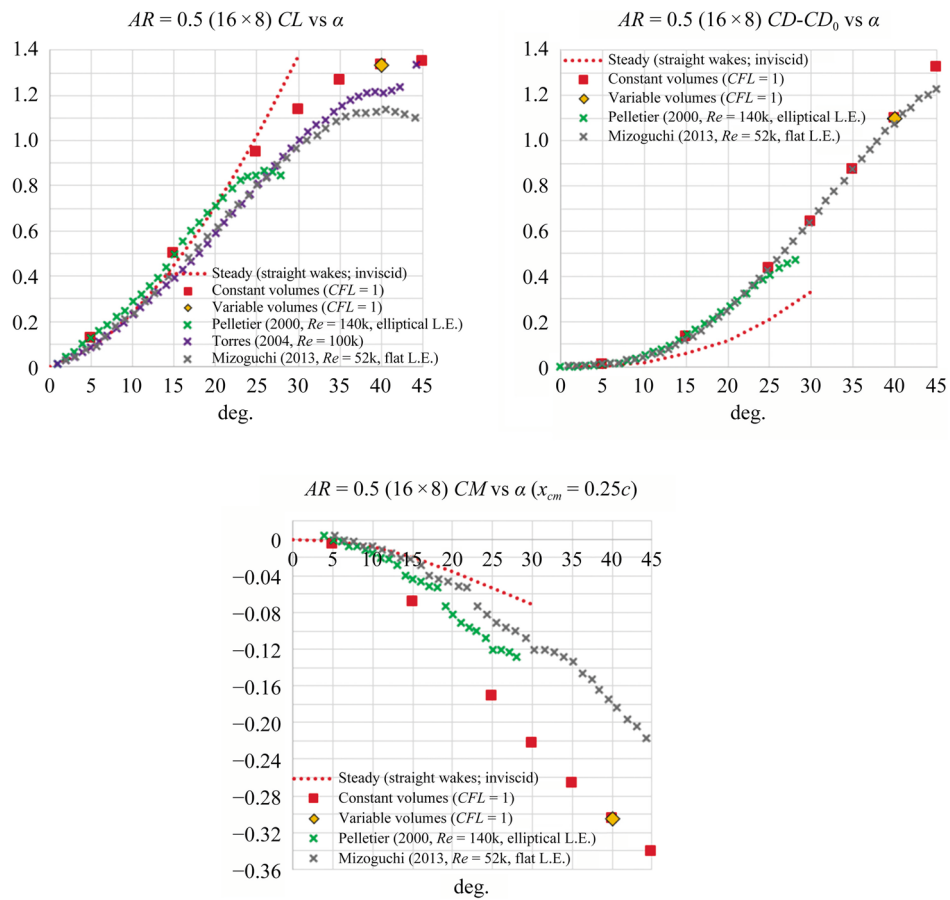 AR = 0.5 (16 × 8) CL vs α
1.4
1.2
1.0
0.8
0.6
0.4
0.2
0
0
5
10
15
20
25
30
35
40
45
deg.
Steady (straight wakes; inviscid)
Constant volumes (CFL = 1)
Variable volumes (CFL = 1)
Pelletier (2000, Re = 140k, elliptical L.E.)
Torres (2004, Re = 100k)
Mizoguchi (2013, Re = 52k, flat L.E.)
AR = 0.5 (16 × 8) CD-CD0 vs α
Steady (straight wakes; inviscid)
Constant volumes (CFL = 1)
Variable volumes (CFL = 1)
Pelletier (2000, Re = 140k, elliptical L.E.)
Mizoguchi (2013, Re = 52k, flat L.E.)
1.4
1.2
1.0
0.8
0.6
0.4
0.2
0
0
5
10
15
20
25
30
35
40
45
deg.
AR = 0.5 (16 × 8) CM vs α (xcm = 0.25c)
0
0
5
10
15
20
25
30
35
40
45
−0.04
−0.08
−0.12
−0.16
−0.20
−0.24
−0.28
−0.32
−0.36
Steady (straight wakes; inviscid)
Constant volumes (CFL = 1)
Variable volumes (CFL = 1)
Pelletier (2000, Re = 140k, elliptical L.E.)
Mizoguchi (2013, Re = 52k, flat L.E.)
deg.